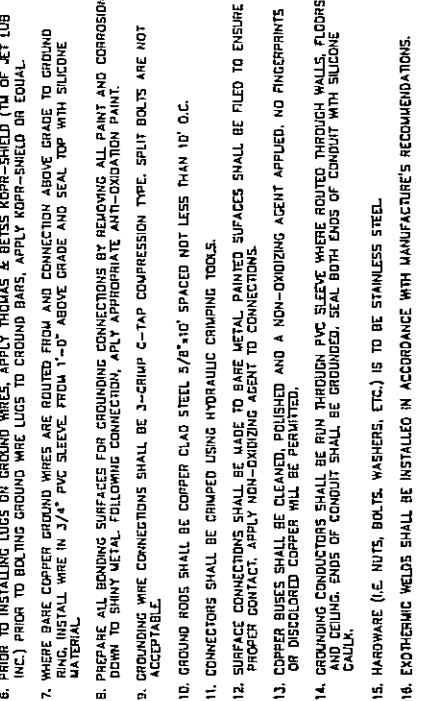 6. PRIOR TO INSTALLING LUGS ON GROUND WIRES, APPLY THOMAS & BETSS KOPR-SHIELD (TM OF JET LUB
INC.) PRIOR TO BOLTING GROUND WIRE LUGS TO GROUND BARS, APPLY KOPR-SHIELD OR EQUAL.
7. WHERE BARE COPPER GROUND WIRES ARE ROUTED FROM AND CONNECTION ABOVE GRADE TO GROUND
RING, INSTALL WIRE IN 3/4" PVC SLEEVE, FROM 1'-0" ABOVE GRADE AND SEAL TOP WITH SILICONE
MATERIAL
8. PREPARE ALL BONDING SURFACES FOR GROUNDING CONNECTIONS BY REMOVING ALL PAINT AND CORROSION
DOWN TO SHINY METAL. FOLLOWING CONNECTION, APLY APPROPRIATE ANTI-OXIDATION PAINT.
9. GROUNDING WIRE CONNECTIONS SHALL BE 3-CRIMP C-TAP COMPRESSION TYPE. SPLIT BOLTS ARE NOT
ACCEPTABLE.
10. GROUND RODS SHALL BE COPPER CLAD STEEL 5/8"x10' SPACED NOT LESS THAN 10' O.C.
11. CONNECTORS SHALL BE CRIMPED USING HYDRAULIC CRIMPING TOOLS.
12. SURFACE CONNECTIONS SHALL BE MADE TO BARE METAL PAINTED SUFACES SHALL BE FILED TO ENSURE
PROPER CONTACT. APPLY NON-OXIDIZING AGENT TO CONNECTIONS.
13. COPPER BUSES SHALL BE CLEANED, POLISHED AND A NON-OXIDIZING AGENT APPLIED. NO FINGERPRINTS
OR DISCOLORED COPPER WILL BE PERMITTED.
14. GROUNDING CONDUCTORS SHALL BE RUN THROUGH PVC SLEEVE WHERE ROUTED THROUGH WALLS, FLOORS
AND CEILING. ENDS OF CONDUIT SHALL BE GROUNDED. SEAL BOTH ENDS OF CONDUIT WITH SILICONE
CAULK.
15. HARDWARE (I.E. NUTS, BOLTS, WASHERS, ETC.) IS TO BE STAINLESS STEEL.
16. EXOTHERMIC WELDS SHALL BE INSTALLED IN ACCORDANCE WITH MANUFACTURE'S RECOMMENDATIONS.